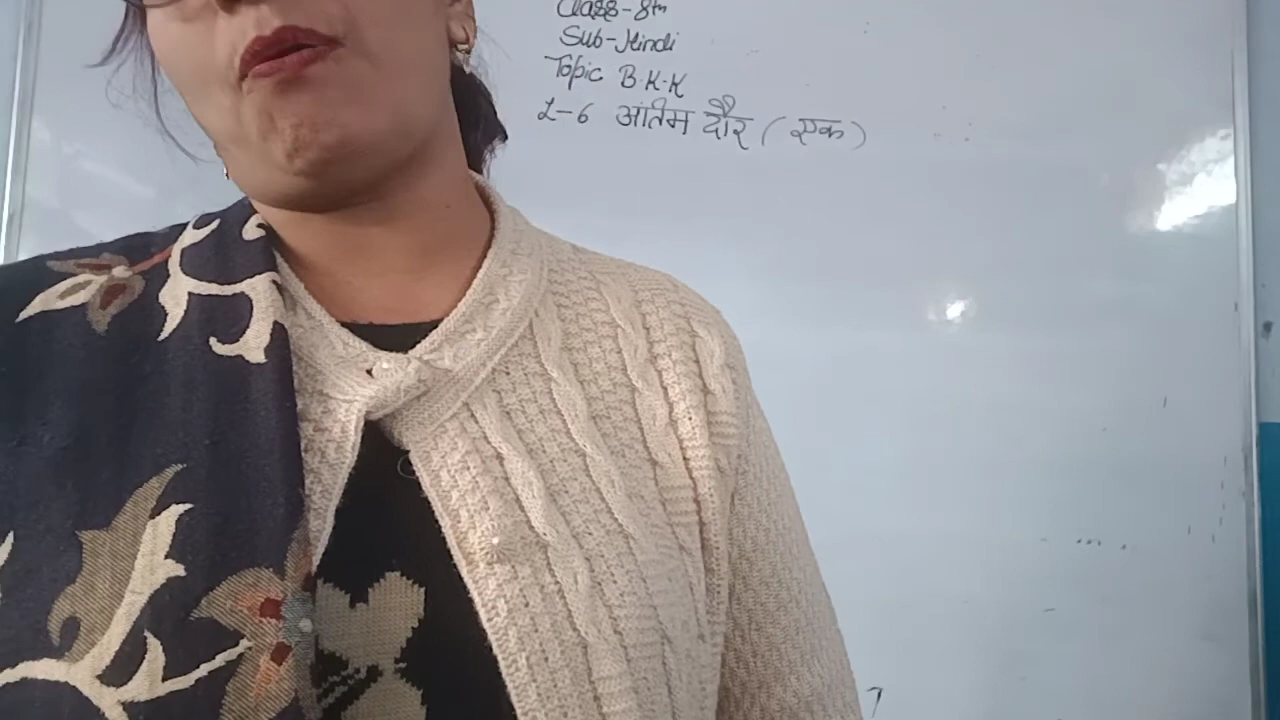 Class-8th
Sub-Hindi
Topic B.K.K
L-6 अंतिम दौर (एक)